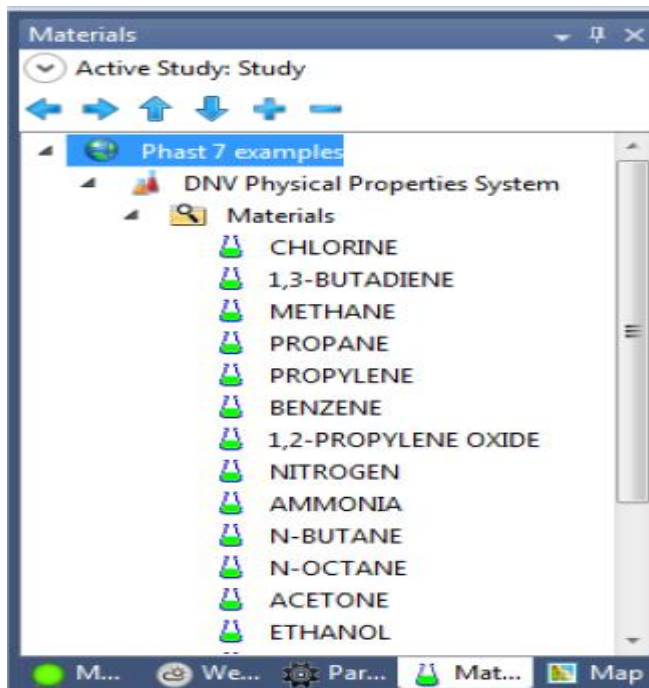 Materials
Active Study: Study
Phast 7 examples
DNV Physical Properties System
Materials
CHLORINE
1,3-BUTADIENE
METHANE
PROPANE
PROPYLENE
BENZENE
1,2-PROPYLENE OXIDE
NITROGEN
AMMONIA
N-BUTANE
N-OCTANE
ACETONE
ETHANOL
M... We... Par... Mat... Map